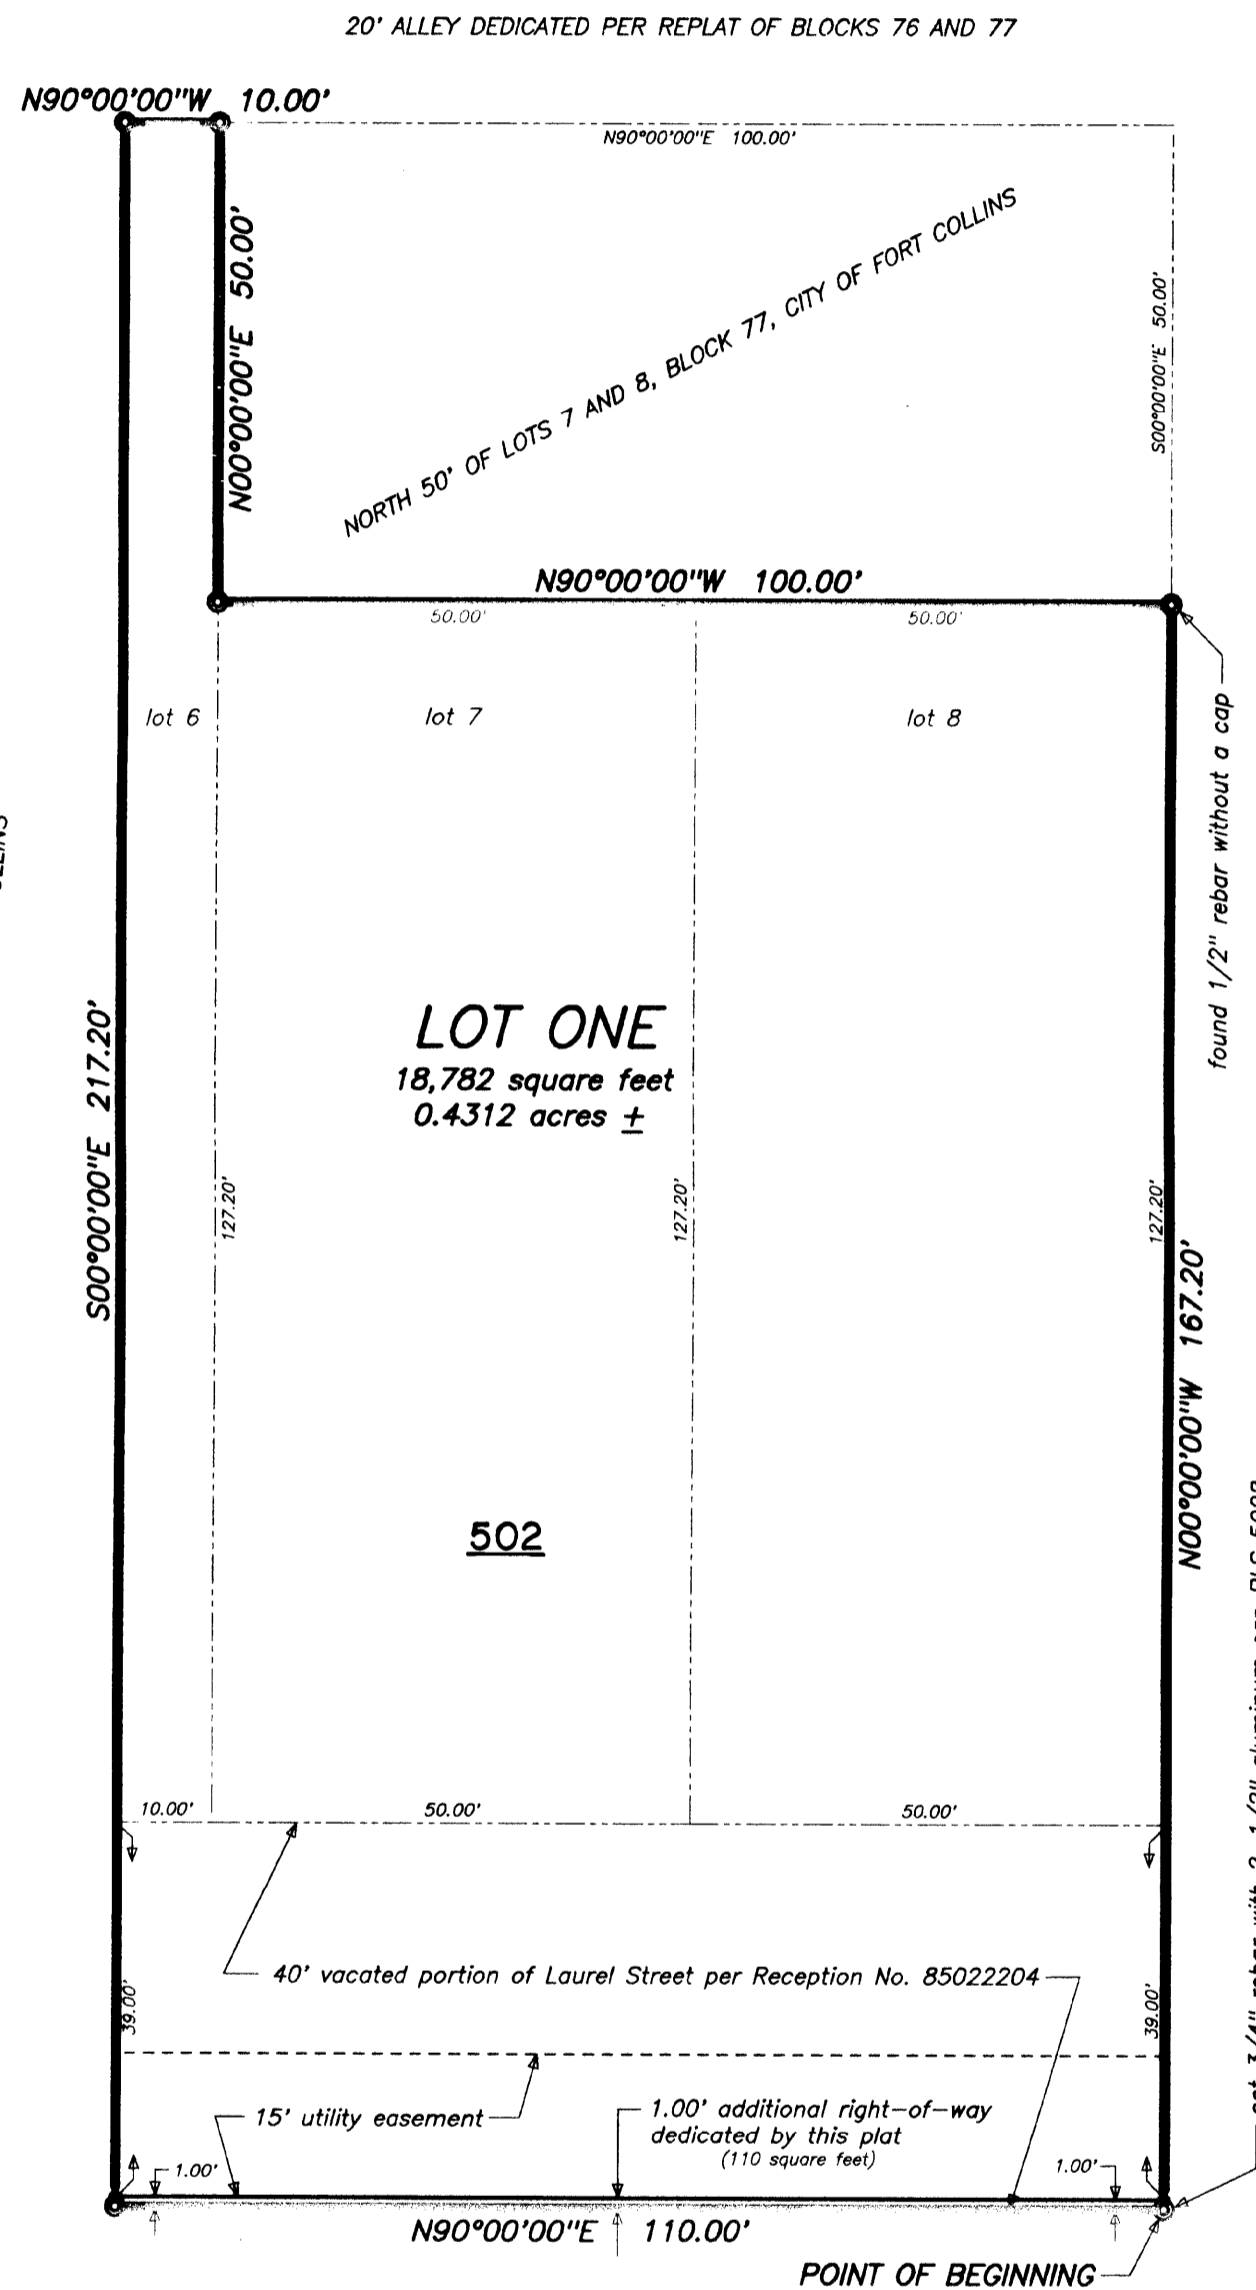 20' ALLEY DEDICATED PER REPLAT OF BLOCKS 76 AND 77
N90°00'00"W 10.00'
N90°00'00"E 100.00'
N00°00'00"E 50.00'
NORTH 50' OF LOTS 7 AND 8, BLOCK 77, CITY OF FORT COLLINS
S00°00'00"E 50.00'
N90°00'00"W 100.00'
50.00'
50.00'
lot 6
lot 7
lot 8
found 1/2" rebar without a cap
LOT ONE
18,782 square feet
0.4312 acres ±
S00°00'00"E 217.20'
127.20'
127.20'
127.20'
N00°00'00"W 167.20'
502
10.00'
50.00'
50.00'
40' vacated portion of Laurel Street per Reception No. 85022204
39.00'
39.00'
15' utility easement
1.00' additional right-of-way
dedicated by this plat
(110 square feet)
1.00'
1.00'
N90°00'00"E 110.00'
POINT OF BEGINNING